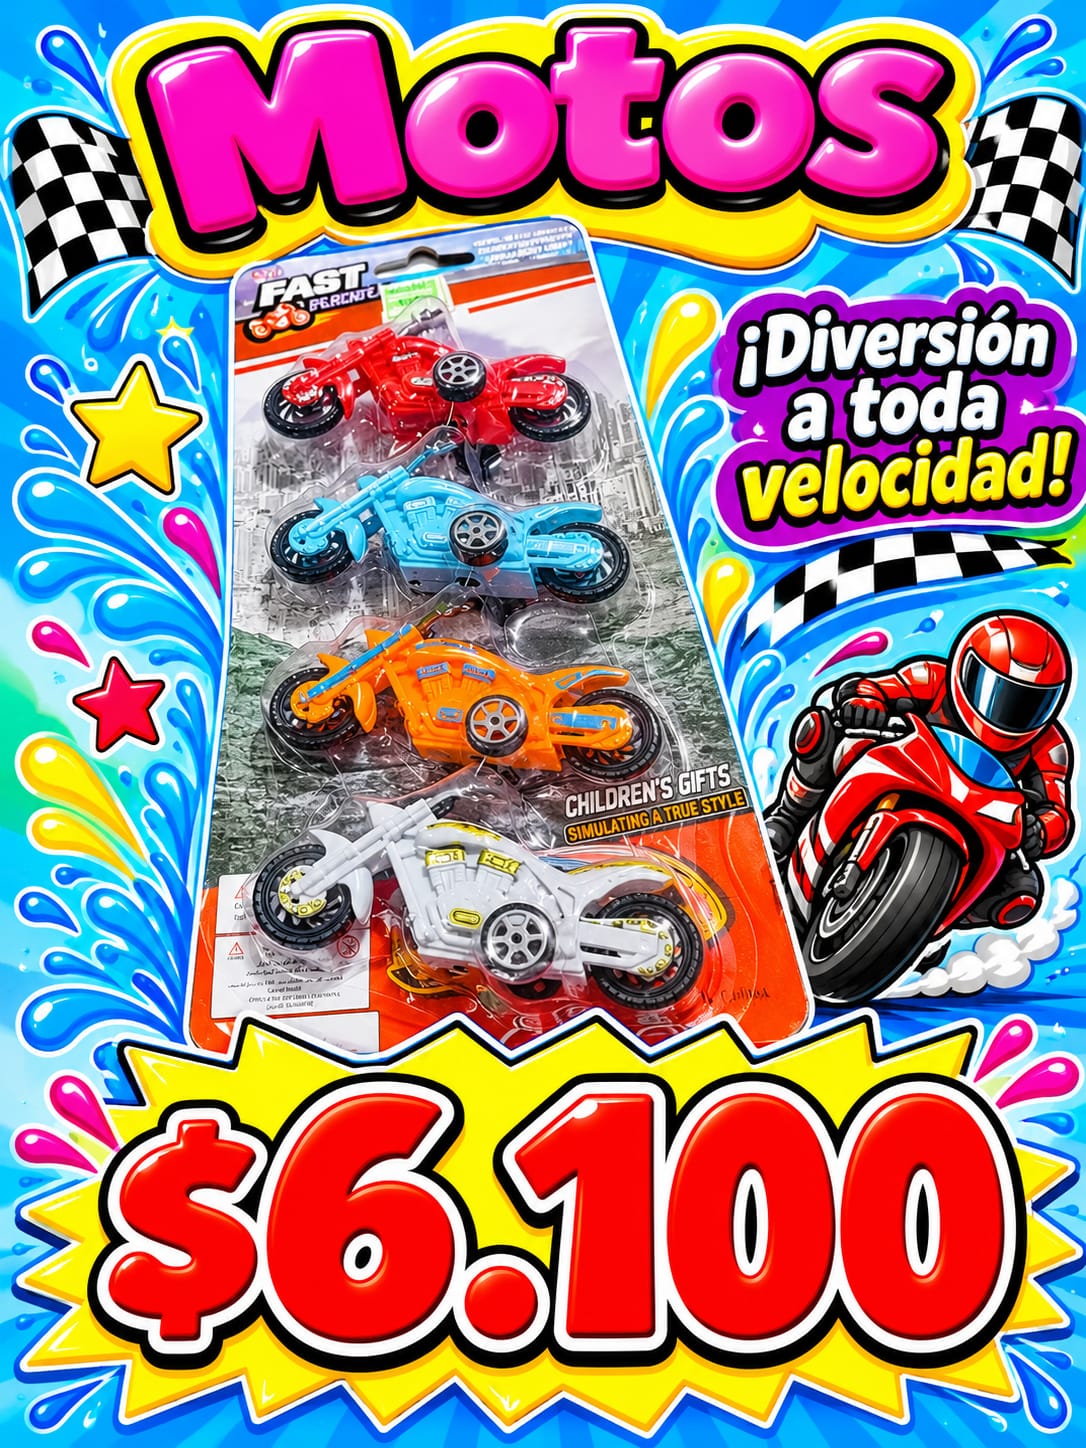 Motos
FAST
¡Diversión
a toda
velocidad!
CHILDREN'S GIFTS
SIMULATING A TRUE STYLE
$6.100